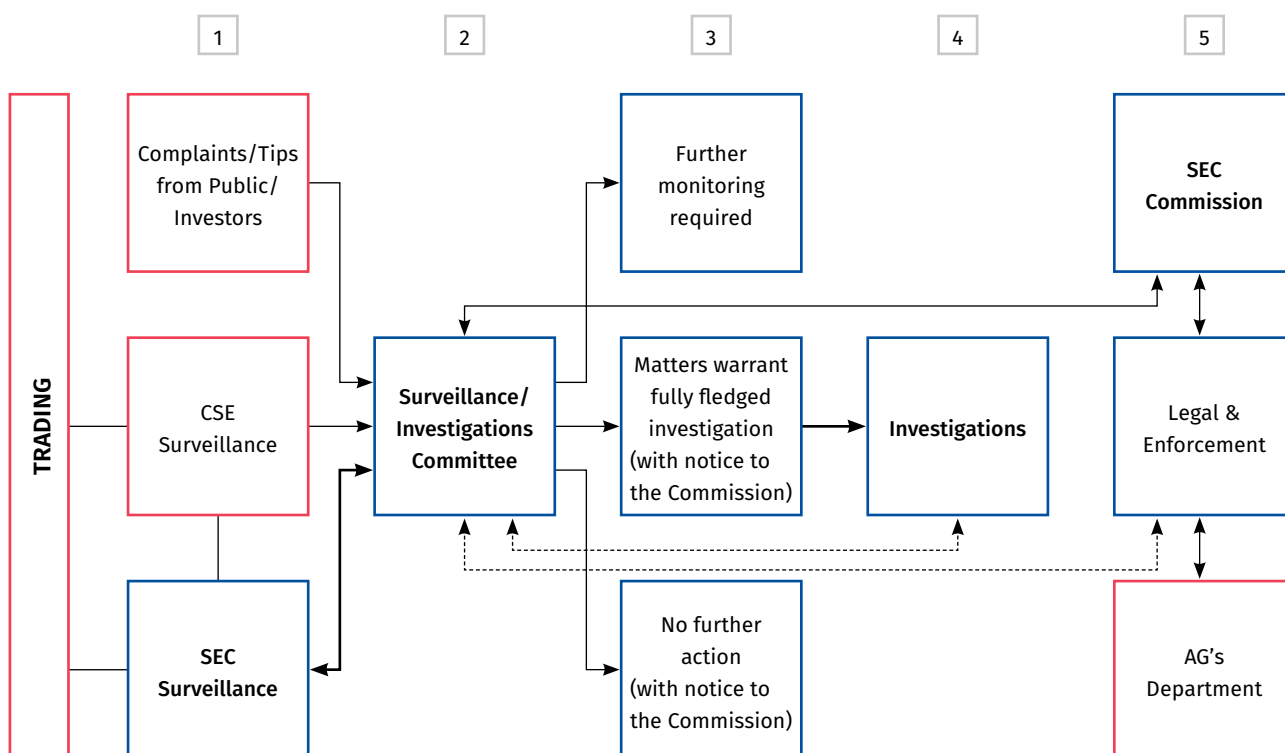 1
2
3
4
5
TRADING
Complaints/Tips
from Public/
Investors
Further
monitoring
required
SEC
Commission
CSE
Surveillance
Surveillance/
Investigations
Committee
Matters warrant
fully fledged
investigation
(with notice to
the Commission)
Investigations
Legal &
Enforcement
SEC
Surveillance
No further
action
(with notice to
the Commission)
AG’s
Department